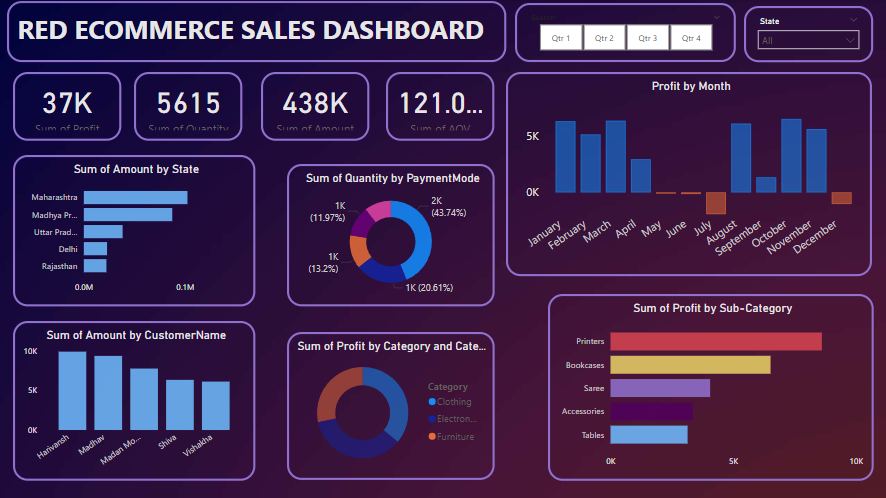 RED ECOMMERCE SALES DASHBOARD
Qtr 1 Qtr 2 Qtr 3 Qtr 4
State
All
37K
Sum of Profit
5615
Sum of Quantity
438K
Sum of Amount
121.0...
Sum of AOV
Profit by Month
5K
0K
January
February
March
April
May
June
July
August
September
October
November
December
Sum of Amount by State
Maharashtra
Madhya Pr...
Uttar Prad...
Delhi
Rajasthan
0.0M 0.1M
Sum of Quantity by PaymentMode
2K
(43.74%)
1K (20.61%)
1K
(13.2%)
1K
(11.97%)
Sum of Profit by Sub-Category
Printers
Bookcases
Saree
Accessories
Tables
0K 5K 10K
Sum of Amount by CustomerName
10K
5K
0K
Harivansh
Madhav
Madan Mo...
Shiva
Vishakha
Sum of Profit by Category and Cate...
Category
Clothing
Electron...
Furniture